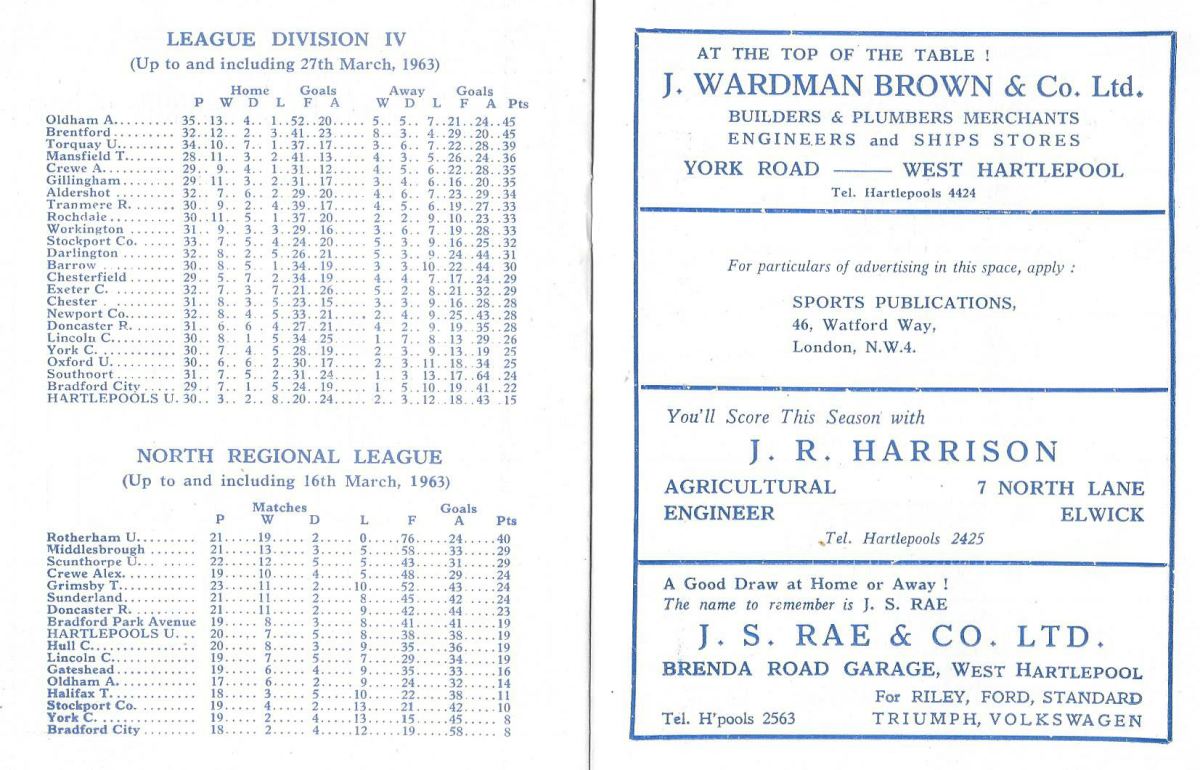 LEAGUE DIVISION IV
(Up to and including 27th March, 1963)
Home Goals Away Goals
P W D L F A W D L F A Pts
Oldham A......... 35..13.. 4.. 1..52..20..... 5.. 5.. 7..21..24..45
Brentford ......... 32..12.. 2.. 3..41..23..... 8.. 3.. 4..29..20..45
Torquay U......... 34..10.. 7.. 1..37..17..... 3.. 6.. 7..22..28..39
Mansfield T....... 28..11.. 3.. 2..41..13..... 4.. 3.. 5..26..24..36
Crewe A........... 29.. 9.. 4.. 1..31..12..... 4.. 5.. 6..22..28..35
Gillingham ........ 29..11.. 3.. 2..31..17..... 3.. 4.. 6..16..20..35
Aldershot ......... 32.. 7.. 6.. 2..29..20..... 4.. 6.. 7..23..29..34
Tranmere R. ...... 30.. 9.. 2.. 4..39..17..... 4.. 5.. 6..19..27..33
Rochdale .......... 30..11.. 5.. 1.. 2.. 2.. 9..10..23..33
Workington ........ 31.. 9.. 3.. 3..29.. 3.. 6.. 7..19..28..33
Stockport Co. ..... 33.. 7.. 5.. 4..24..20..... 5.. 3.. 9..16..25..32
Darlington ........ 32.. 8.. 2.. 5..26..21..... 5.. 3.. 9..24..44..31
Barrow ............ 30.. 8.. 5.. 1..34..19..... 3.. 3..10..22..44..30
Chesterfield ...... 29.. 5.. 7.. 2..34..19..... 4.. 4.. 7..17..24..29
Exeter C. ......... 32.. 7.. 3.. 7..21..26..... 5.. 2.. 8..21..32..29
Chester ........... 31.. 8.. 3.. 5..23..15..... 3.. 3.. 9..16..28..28
Newport Co........ 32.. 8.. 4.. 5..33..21..... 2.. 4.. 9..25..43..28
Doncaster R. ..... 31.. 6.. 6.. 4..27..21..... 4.. 2.. 9..19..35..28
Lincoln C. ........ 30.. 8.. 1.. 5..34..25..... 1.. 7.. 8..13..29..26
York C. ........... 30.. 7.. 4.. 5..28..19..... 2.. 3.. 9..13..19..25
Oxford U. ......... 30.. 6.. 6.. 2..30..17..... 2.. 3..11..18..34..25
Southport ......... 31.. 7.. 5.. 2..31..24..... 1.. 3..13..17..64..24
Bradford City ..... 29.. 7.. 1.. 5..24..19..... 1.. 5..10..19..41..22
HARTLEPOOLS U. 30.. 3.. 2.. 8..20..24..... 2.. 3..12..18..43..15
NORTH REGIONAL LEAGUE
(Up to and including 16th March, 1963)
Matches Goals
P W D L F A Pts
Rotherham U......... 21.....19..... 2..... 0.....76.....24.....40
Middlesbrough ....... 21.....13..... 3..... 5.....58.....33.....29
Scunthorpe U. ....... 22.....12..... 5..... 5.....43.....31.....29
Crewe Alex........... 19.....10..... 4..... 5.....48.....29.....24
Grimsby T. .......... 23.....11..... 2.....10.....52.....43.....24
Sunderland .......... 21.....11..... 2..... 8.....45.....42.....24
Doncaster R. ........ 21.....11..... 2..... 9.....42.....44.....23
Bradford Park Avenue 19..... 8..... 3..... 8.....41.....41.....19
HARTLEPOOLS U. ... 20..... 7..... 5..... 8.....38.....38.....19
Hull C. ............. 20..... 8..... 3..... 9.....35.....36.....19
Lincoln C. .......... 19..... 7..... 5..... 7.....29.....34.....19
Gateshead ........... 19..... 6..... 4..... 9.....35.....33.....16
Oldham A. .......... 17..... 6..... 2..... 9.....24.....32.....14
Halifax T. .......... 18..... 3..... 5.....10.....22.....38.....11
Stockport Co. ....... 19..... 4..... 2.....13.....21.....42.....10
York C. ............. 19..... 2..... 4.....13.....15.....45..... 8
Bradford City ....... 18..... 2..... 4.....12.....19.....58..... 8
AT THE TOP OF THE TABLE !
J. WARDMAN BROWN & Co. Ltd.
BUILDERS & PLUMBERS MERCHANTS
ENGINEERS and SHIPS STORES
YORK ROAD —— WEST HARTLEPOOL
Tel. Hartlepools 4424
For particulars of advertising in this space, apply :
SPORTS PUBLICATIONS,
46, Watford Way,
London, N.W.4.
You'll Score This Season with
J. R. HARRISON
AGRICULTURAL 7 NORTH LANE
ENGINEER ELWICK
Tel. Hartlepools 2425
A Good Draw at Home or Away !
The name to remember is J. S. RAE
J. S. RAE & CO. LTD.
BRENDA ROAD GARAGE, WEST HARTLEPOOL
For RILEY, FORD, STANDARD
Tel. H'pools 2563 TRIUMPH, VOLKSWAGEN